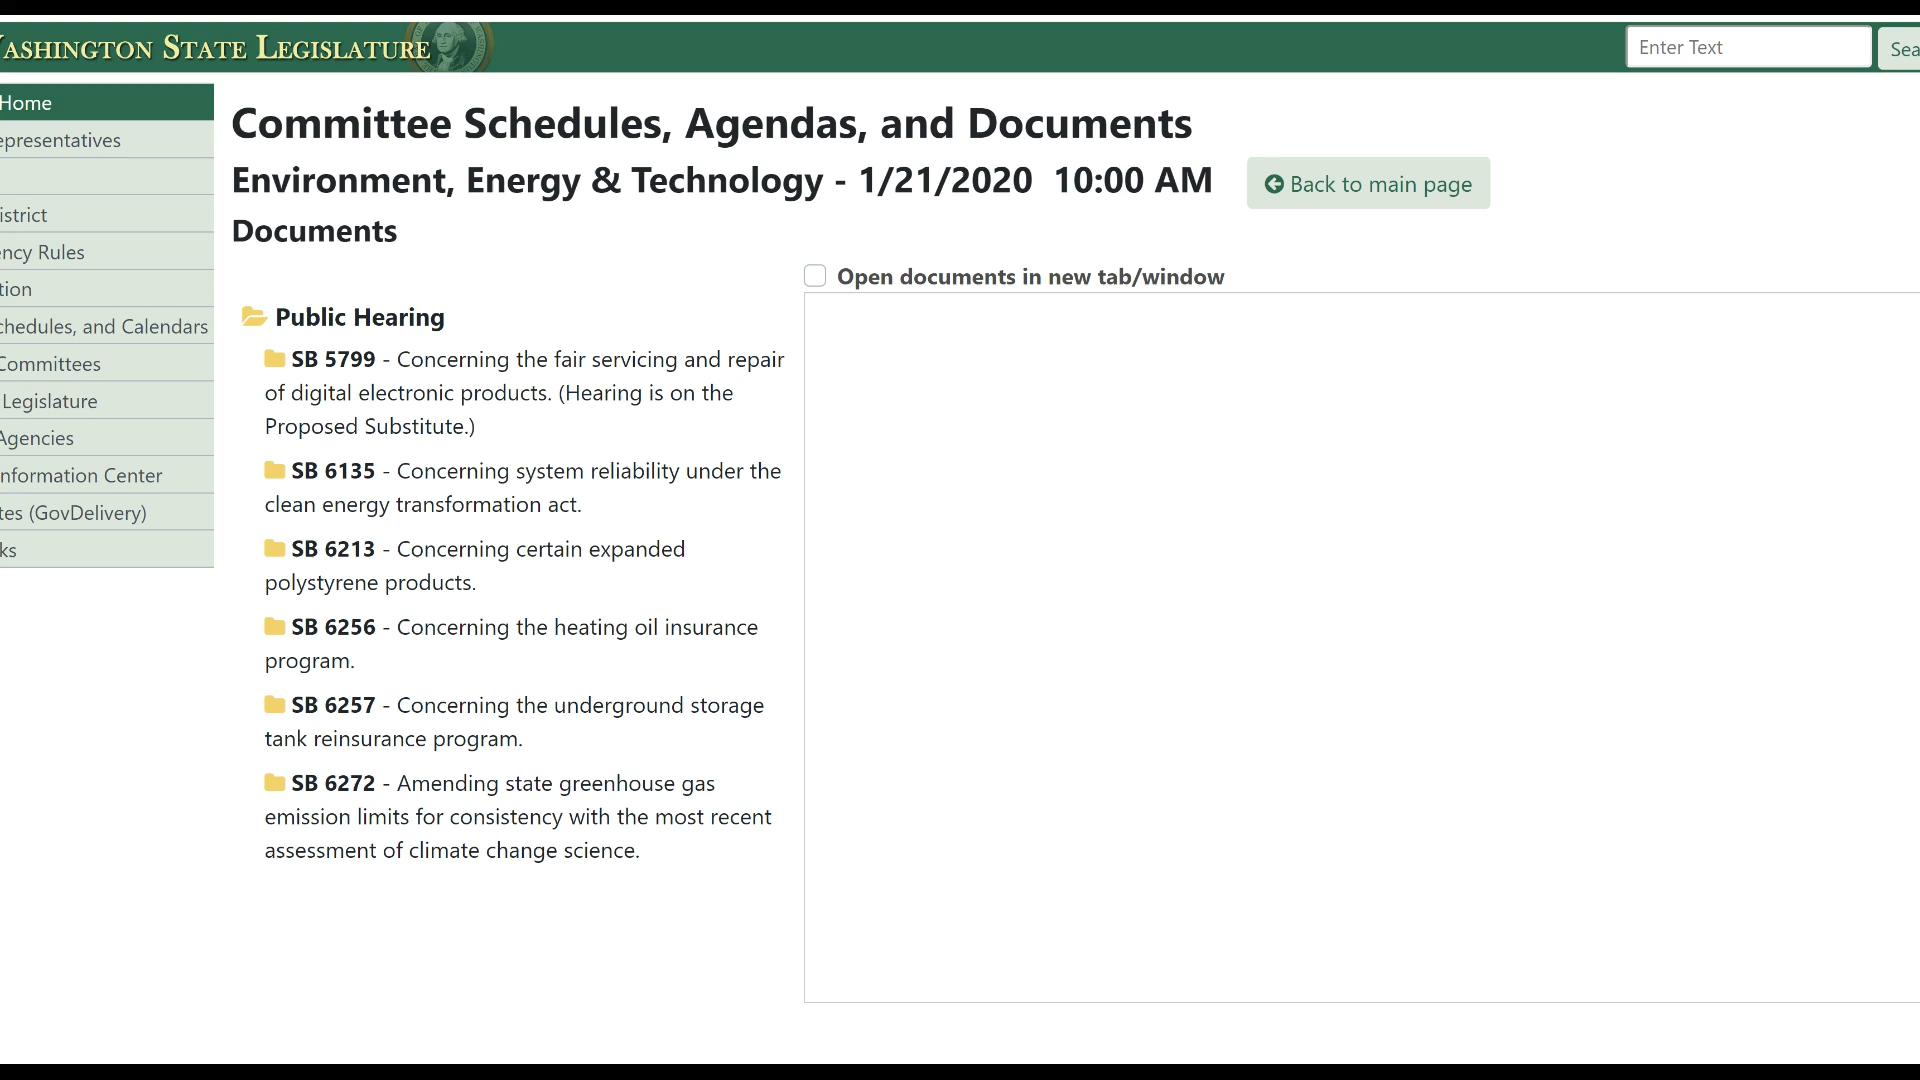 WASHINGTON STATE LEGISLATURE
Enter Text
Sea
Home
epresentatives
istrict
ency Rules
tion
chedules, and Calendars
Committees
Legislature
Agencies
nformation Center
tes (GovDelivery)
ks
Committee Schedules, Agendas, and Documents
Environment, Energy & Technology - 1/21/2020 10:00 AM
Back to main page
Documents
Open documents in new tab/window
Public Hearing
SB 5799 - Concerning the fair servicing and repair
of digital electronic products. (Hearing is on the
Proposed Substitute.)
SB 6135 - Concerning system reliability under the
clean energy transformation act.
SB 6213 - Concerning certain expanded
polystyrene products.
SB 6256 - Concerning the heating oil insurance
program.
SB 6257 - Concerning the underground storage
tank reinsurance program.
SB 6272 - Amending state greenhouse gas
emission limits for consistency with the most recent
assessment of climate change science.